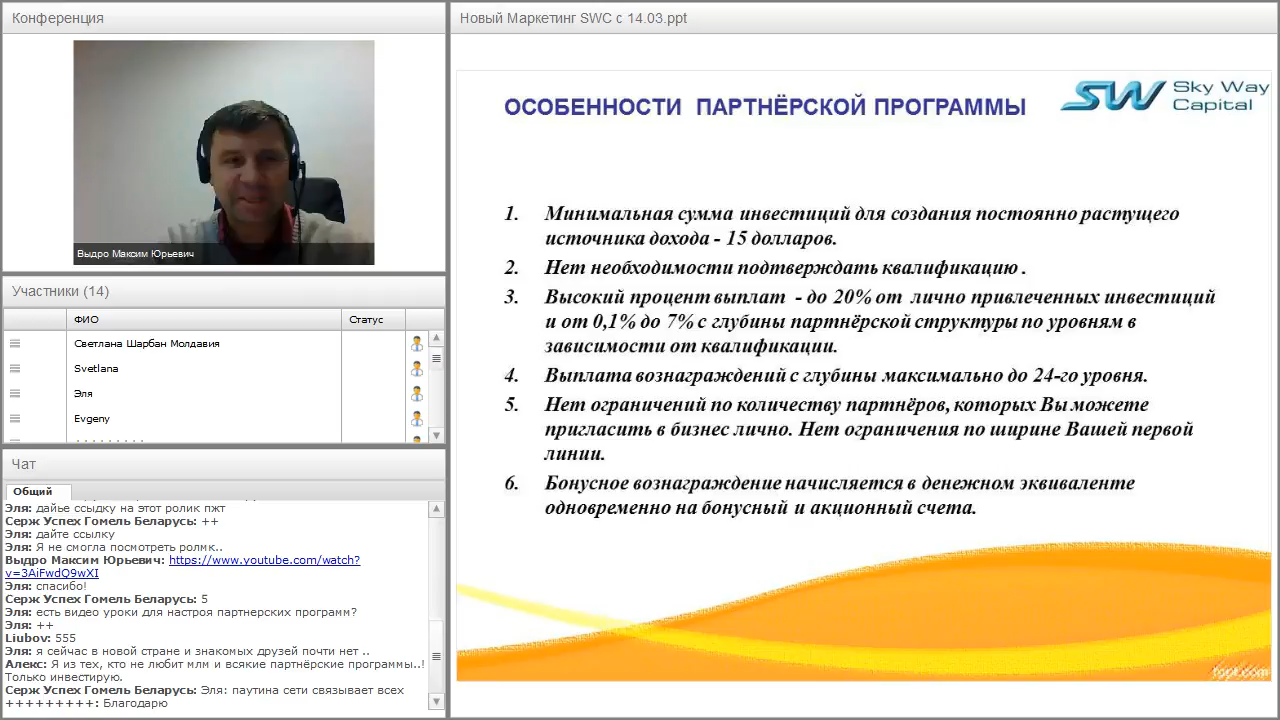 Конференция
Выдро Максим Юрьевич
Участники (14)
ФИО
Статус
Светлана Шарбан Молдавия
Svetlana
Эля
Evgeny
Чат
Общий
Эля: дайье ссыдку на этот ролик пжт
Серж Успех Гомель Беларусь: ++
Эля: дайте ссылку
Эля: Я не смогла посмотреть ролмк..
Выдро Максим Юрьевич: https://www.youtube.com/watch?
v=3AiFwdQ9wXI
Эля: спасибо!
Серж Успех Гомель Беларусь: 5
Эля: есть видео уроки для настроя партнерских программ?
Эля: ++
Liubov: 555
Эля: я сейчас в новой стране и знакомых друзей почти нет ..
Алекс: Я из тех, кто не любит млм и всякие партнёрские программы..!
Только инвестирую.
Серж Успех Гомель Беларусь: Эля: паутина сети связывает всех
+++++++++: Благодарю
Новый Маркетинг SWC с 14.03.ppt
ОСОБЕННОСТИ ПАРТНЁРСКОЙ ПРОГРАММЫ
SW Sky Way
Capital
1. Минимальная сумма инвестиций для создания постоянно растущего
источника дохода - 15 долларов.
2. Нет необходимости подтверждать квалификацию .
3. Высокий процент выплат - до 20% от лично привлеченных инвестиций
и от 0,1% до 7% с глубины партнёрской структуры по уровням в
зависимости от квалификации.
4. Выплата вознаграждений с глубины максимально до 24-го уровня.
5. Нет ограничений по количеству партнёров, которых Вы можете
пригласить в бизнес лично. Нет ограничения по ширине Вашей первой
линии.
6. Бонусное вознаграждение начисляется в денежном эквиваленте
одновременно на бонусный и акционный счета.
fppt.com